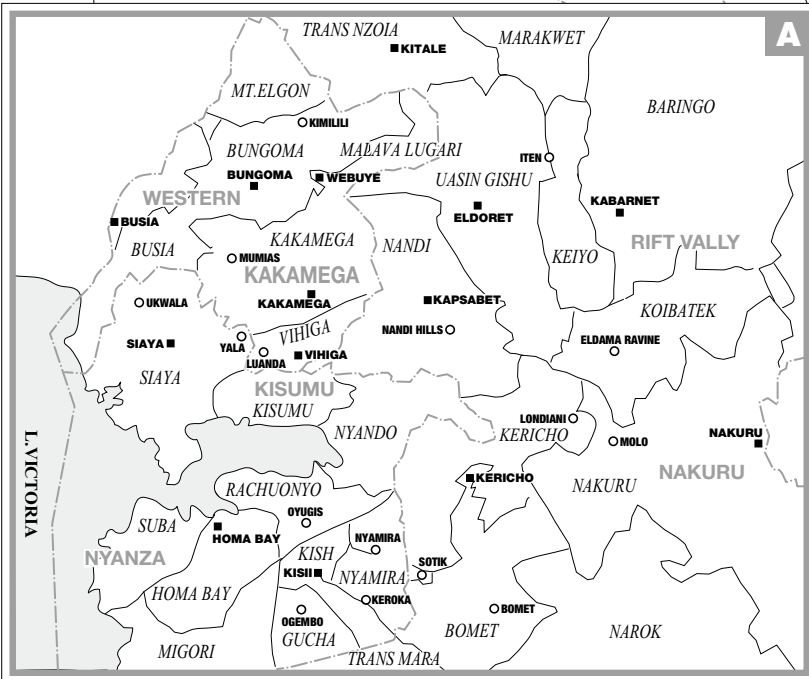 A
TRANS NZOIA
KITALE
MARAKWET
MT.ELGON
BARINGO
KIMILILI
BUNGOMA
MALAVA LUGARI
ITEN
BUNGOMA
WEBUYE
UASIN GISHU
WESTERN
ELDORET
KABARNET
BUSIA
RIFT VALLY
BUSIA
KAKAMEGA
NANDI
KEIYO
MUMIAS
KAKAMEGA
KAKAMEGA
KAPSABET
UKWALA
KOIBATEK
NANDI HILLS
VIHIGA
ELDAMA RAVINE
SIAYA
YALA
LUANDA
VIHIGA
SIAYA
KISUMU
KISUMU
LONDIANI
NYANDO
KERICHO
MOLO
NAKURU
L. VICTORIA
NAKURU
KERICHO
RACHUONYO
NAKURU
OYUGIS
SUBA
HOMA BAY
NYAMIRA
NYANZA
KISH
SOTIK
KISII
NYAMIRA
HOMA BAY
KEROKA
OGEMBO
BOMET
GUCHA
BOMET
NAROK
MIGORI
TRANS MARA